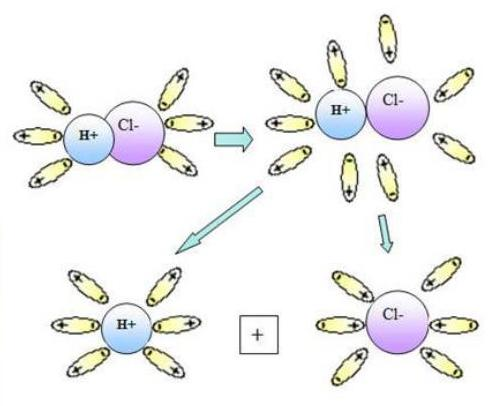 H+ Cl-
H+ Cl-
H+
+
Cl-